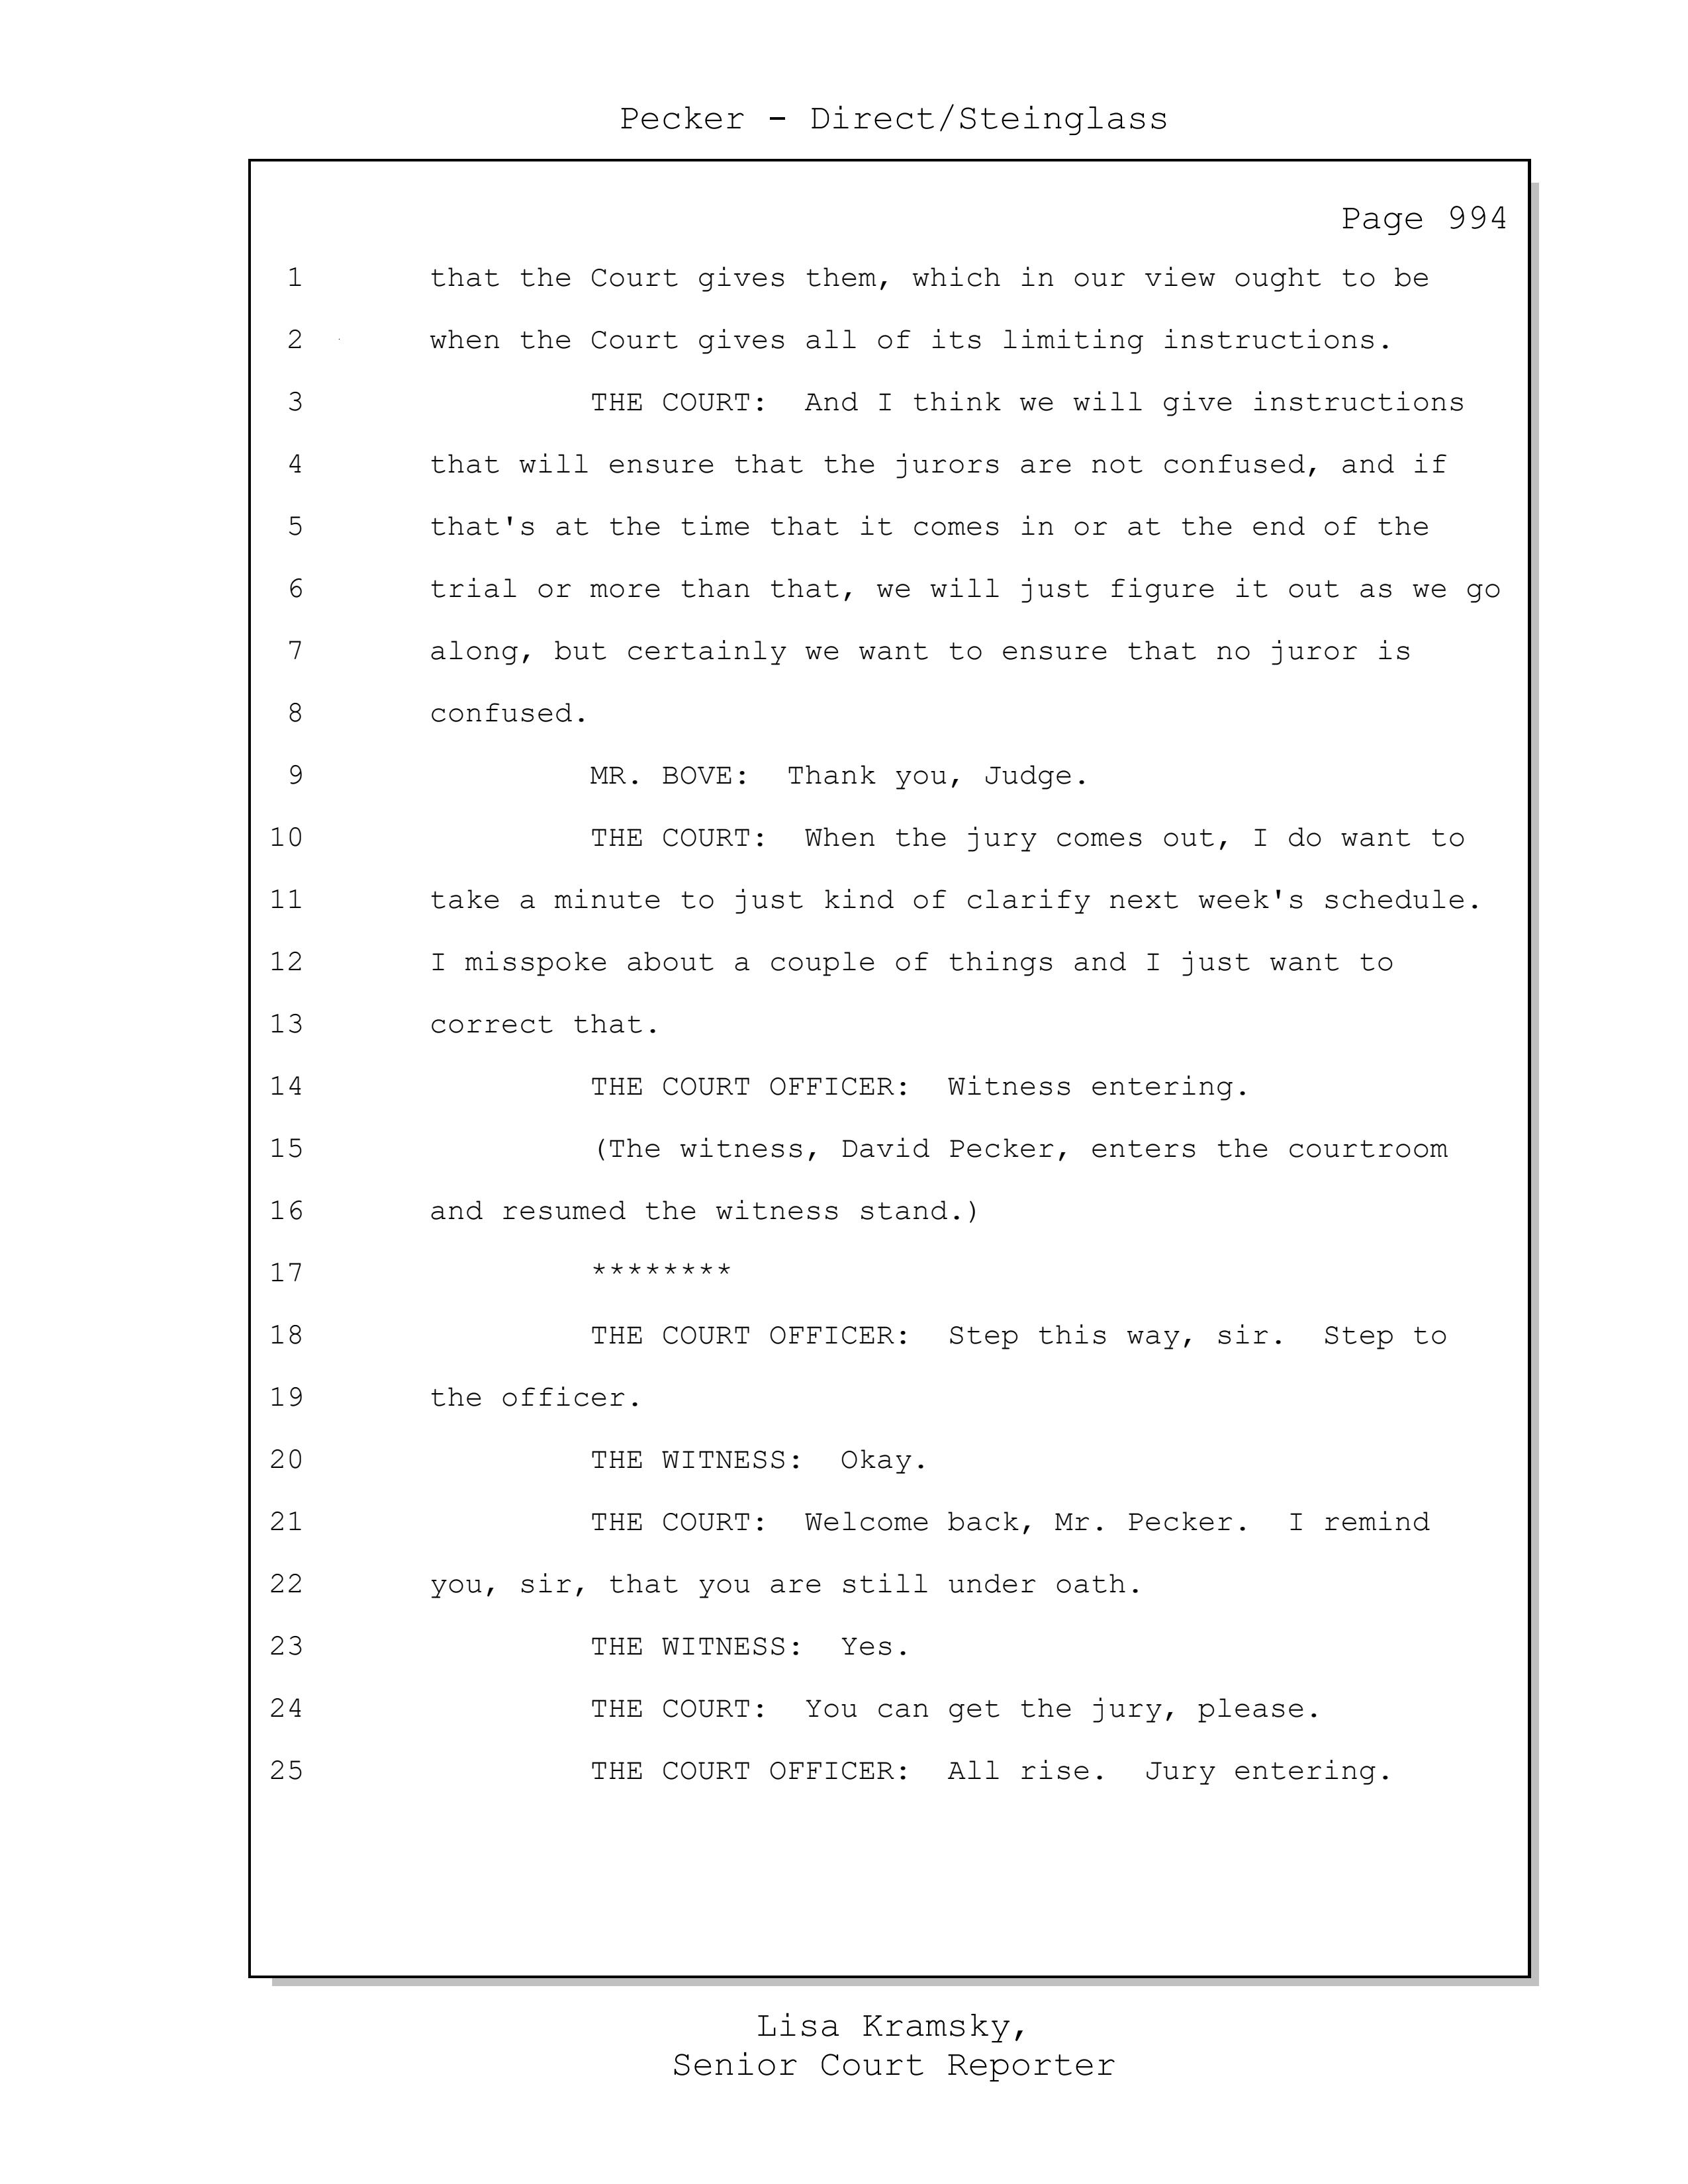 Pecker - Direct/Steinglass
Page 994
1 that the Court gives them, which in our view ought to be
2 when the Court gives all of its limiting instructions.
3 THE COURT: And I think we will give instructions
4 that will ensure that the jurors are not confused, and if
5 that's at the time that it comes in or at the end of the
6 trial or more than that, we will just figure it out as we go
7 along, but certainly we want to ensure that no juror is
8 confused.
9 MR. BOVE: Thank you, Judge.
10 THE COURT: When the jury comes out, I do want to
11 take a minute to just kind of clarify next week's schedule.
12 I misspoke about a couple of things and I just want to
13 correct that.
14 THE COURT OFFICER: Witness entering.
15 (The witness, David Pecker, enters the courtroom
16 and resumed the witness stand.)
17 ********
18 THE COURT OFFICER: Step this way, sir. Step to
19 the officer.
20 THE WITNESS: Okay.
21 THE COURT: Welcome back, Mr. Pecker. I remind
22 you, sir, that you are still under oath.
23 THE WITNESS: Yes.
24 THE COURT: You can get the jury, please.
25 THE COURT OFFICER: All rise. Jury entering.
Lisa Kramsky,
Senior Court Reporter